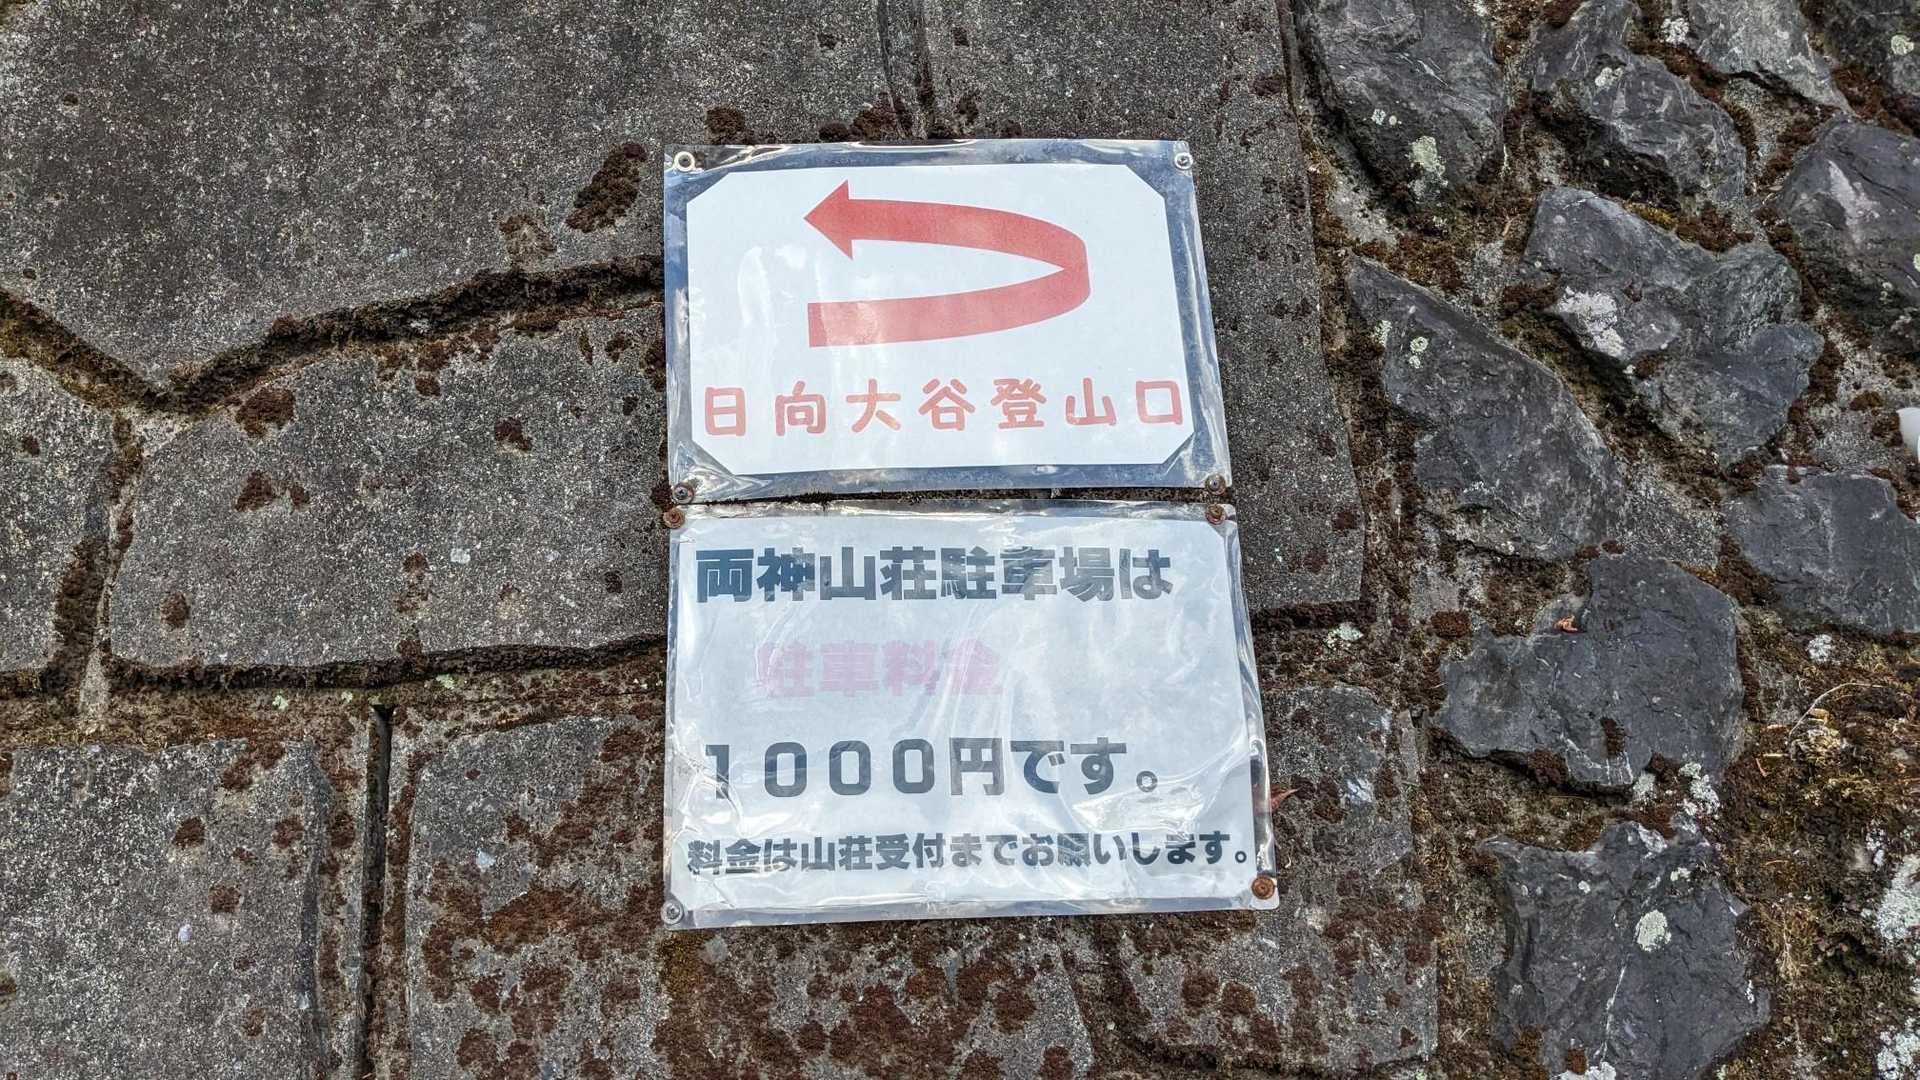 日向大谷登山口
両神山荘駐車場は
駐車料金
1000円です。
料金は山荘受付までお願いします。